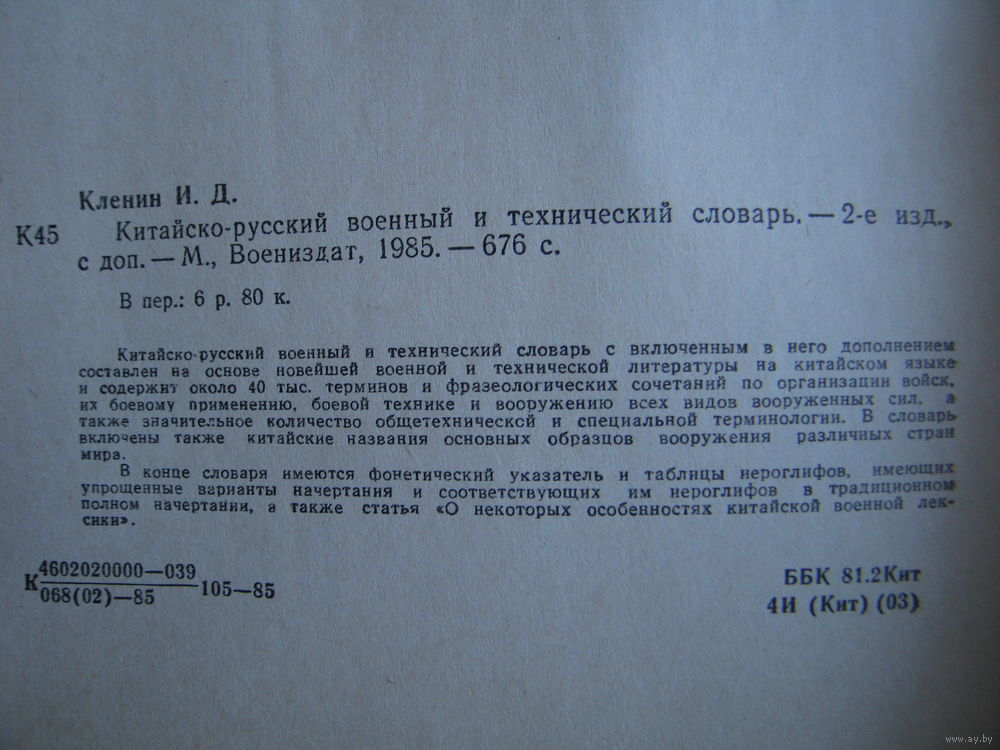 Кленин И. Д.
К45 Китайско-русский военный и технический словарь. — 2-е изд.,
с доп. — М., Воениздат, 1985. — 676 с.
В пер.: 6 р. 80 к.
Китайско-русский военный и технический словарь с включенным в него дополнением
составлен на основе новейшей военной и технической литературы на китайском языке
и содержит около 40 тыс. терминов и фразеологических сочетаний по организации войск,
их боевому применению, боевой технике и вооружению всех видов вооруженных сил, а
также значительное количество общетехнической и специальной терминологии. В словарь
включены также китайские названия основных образцов вооружения различных стран
мира.
В конце словаря имеются фонетический указатель и таблицы иероглифов, имеющих
упрощенные варианты начертания и соответствующих им иероглифов в традиционном
полном начертании, а также статья «О некоторых особенностях китайской военной лек-
сики».
К 4602020000—039
068(02)—85 105—85
ББК 81.2Кит
4И (Кит) (03)
www.ay.by